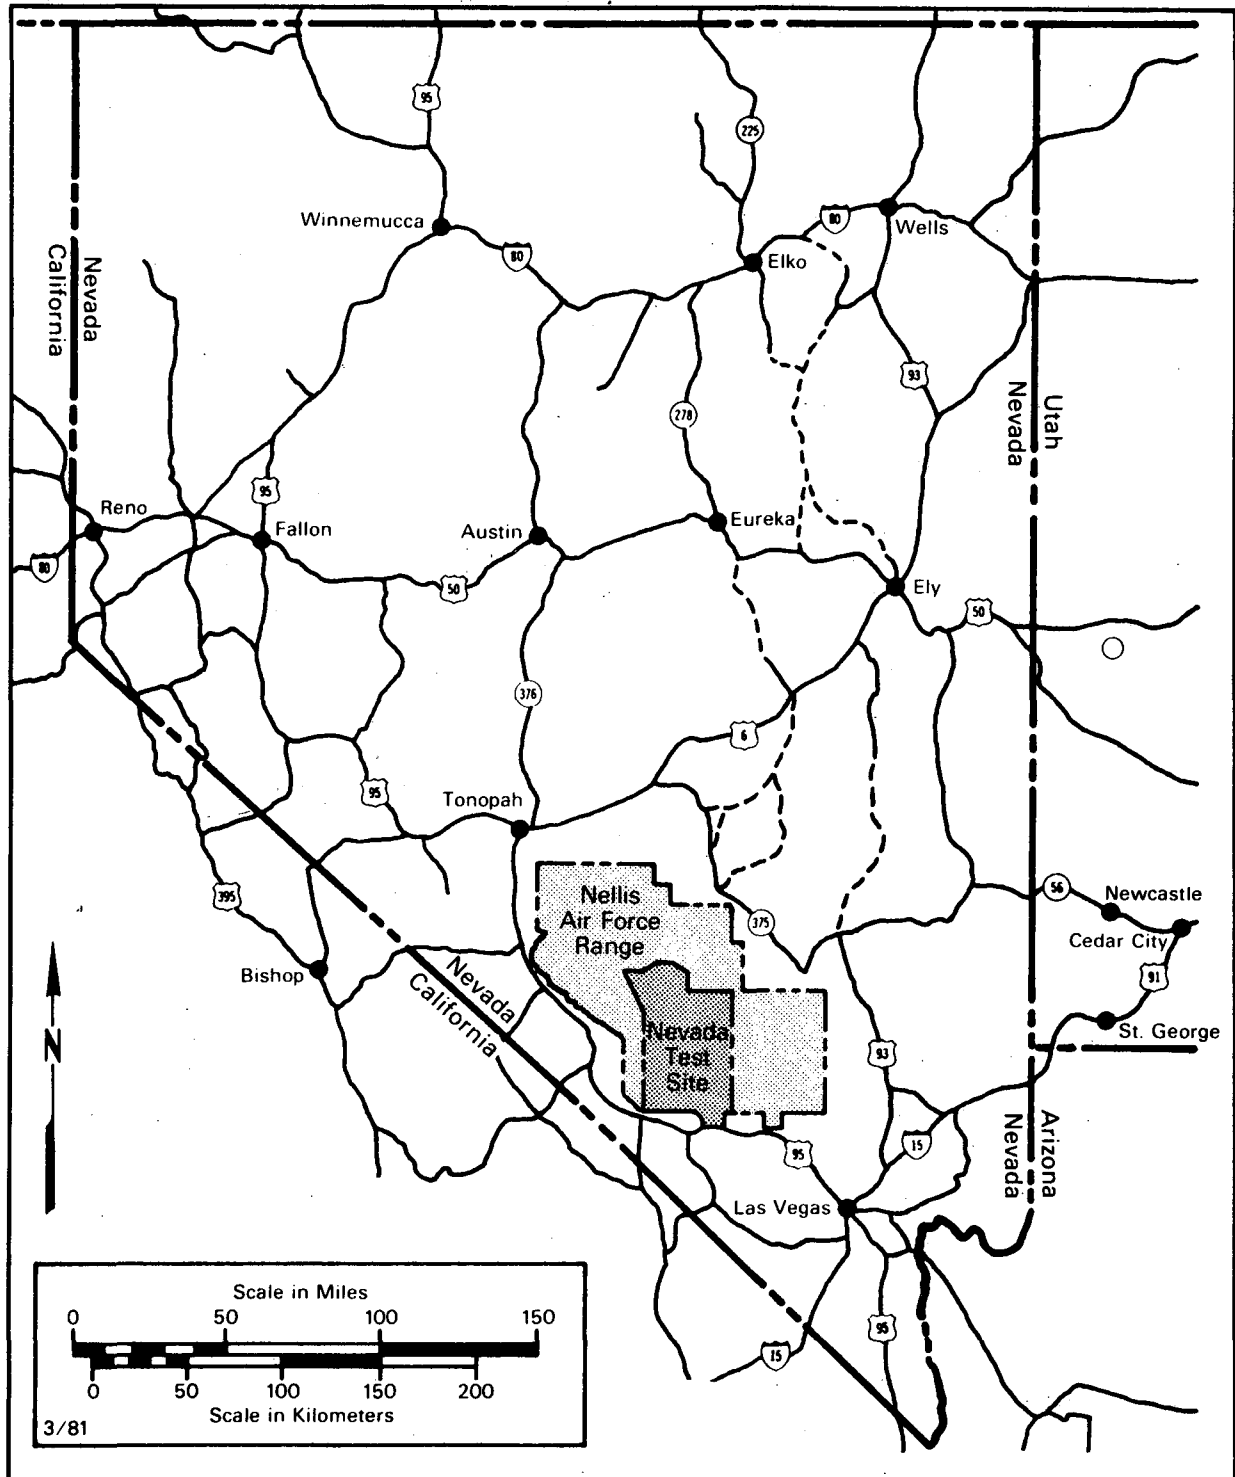 95
225
Winnemucca
80
Wells
80
Elko
Nevada
California
93
278
Utah
Nevada
95
Reno
Fallon
Austin
Eureka
80
50
Ely
50
376
6
95
Tonopah
Nellis
Air Force
Range
395
375
56
Newcastle
Cedar City
91
Bishop
Nevada
California
St. George
N
Nevada
Test
Site
93
Arizona
Nevada
95
15
Las Vegas
95
15
Scale in Miles
0 50 100 150
0 50 100 150 200
Scale in Kilometers
3/81